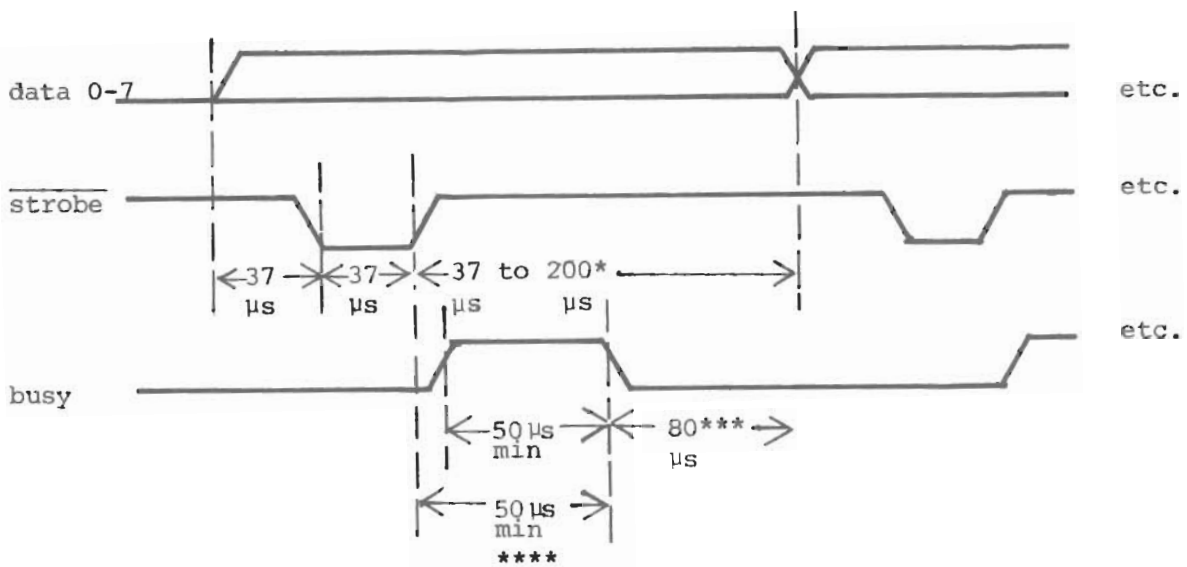 data 0-7
etc.
strobe
etc.
37 37 37 to 200*
µs µs µs µs
etc.
busy
50 µs 80***
min µs
50 µs
min
****